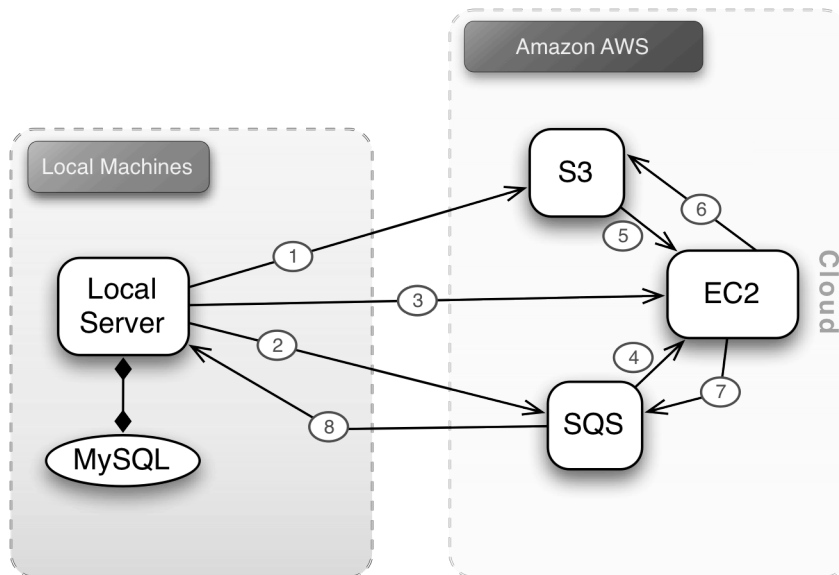 Amazon AWS
Local Machines
S3
1
6
5
Local
Server
3
EC2
Cloud
2
4
7
8
SQS
MySQL